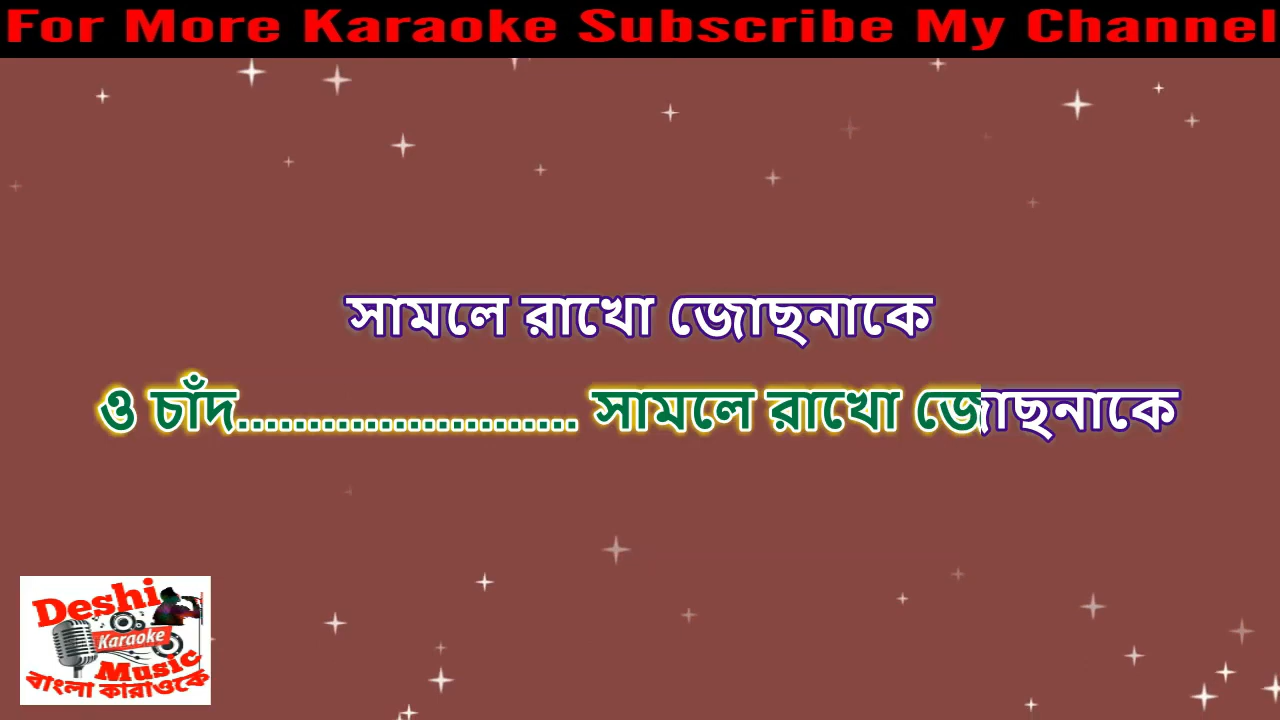 For More Karaoke Subscribe My Channel
সামলে রাখো জোছনাকে
ও চাঁদ........................ সামলে রাখো জোছনাকে
Deshi
Karaoke
Music
বাংলা কারাওকে